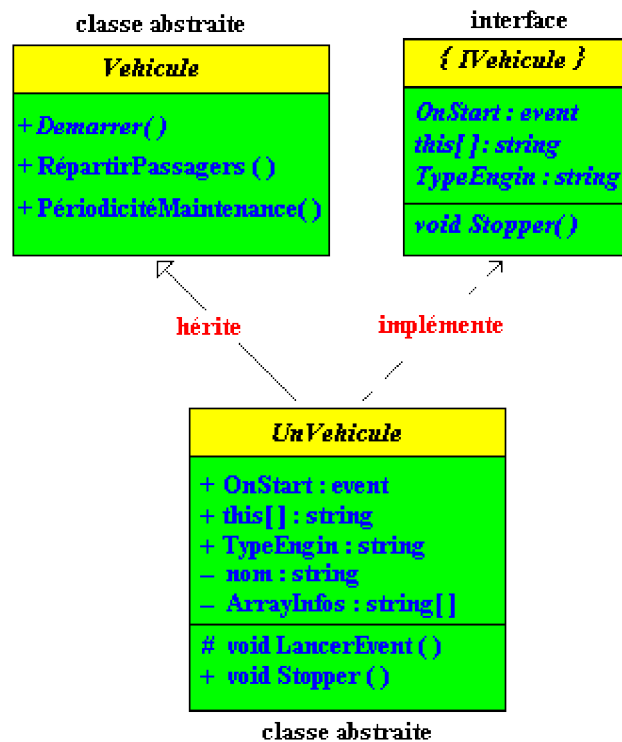 classe abstraite
Vehicule
+ Demarrer()
+ RépartirPassagers ()
+ PériodicitéMaintenance()
interface
{ IVehicule }
OnStart : event
this[ ] : string
TypeEngin : string
void Stopper()
hérite
implémente
UnVehicule
+ OnStart : event
+ this[ ] : string
+ TypeEngin : string
– nom : string
– ArrayInfos : string[ ]
# void LancerEvent ()
+ void Stopper ()
classe abstraite